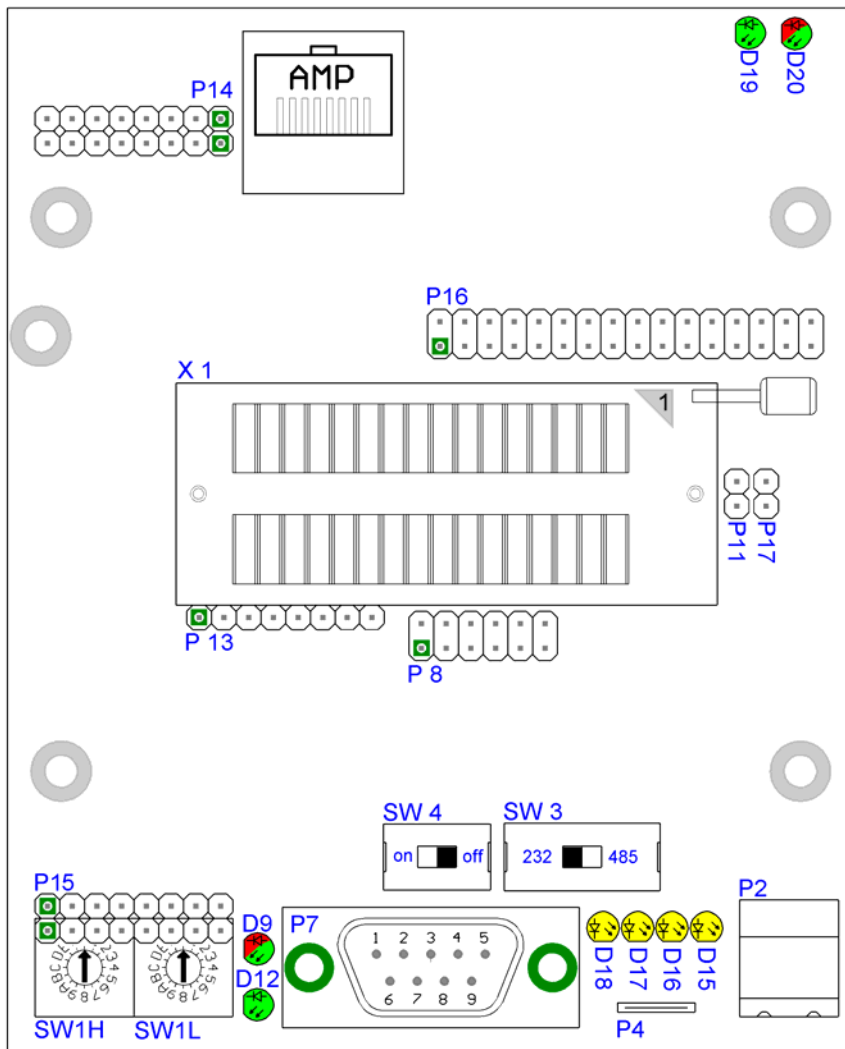 D19
D20
P14
AMP
P16
X 1
1
P11
P17
P 13
P 8
SW 4
SW 3
on
off
232
485
P15
D9
P7
P2
1 2 3 4 5
6 7 8 9
D12
D18
D17
D16
D15
P4
SW1H
SW1L